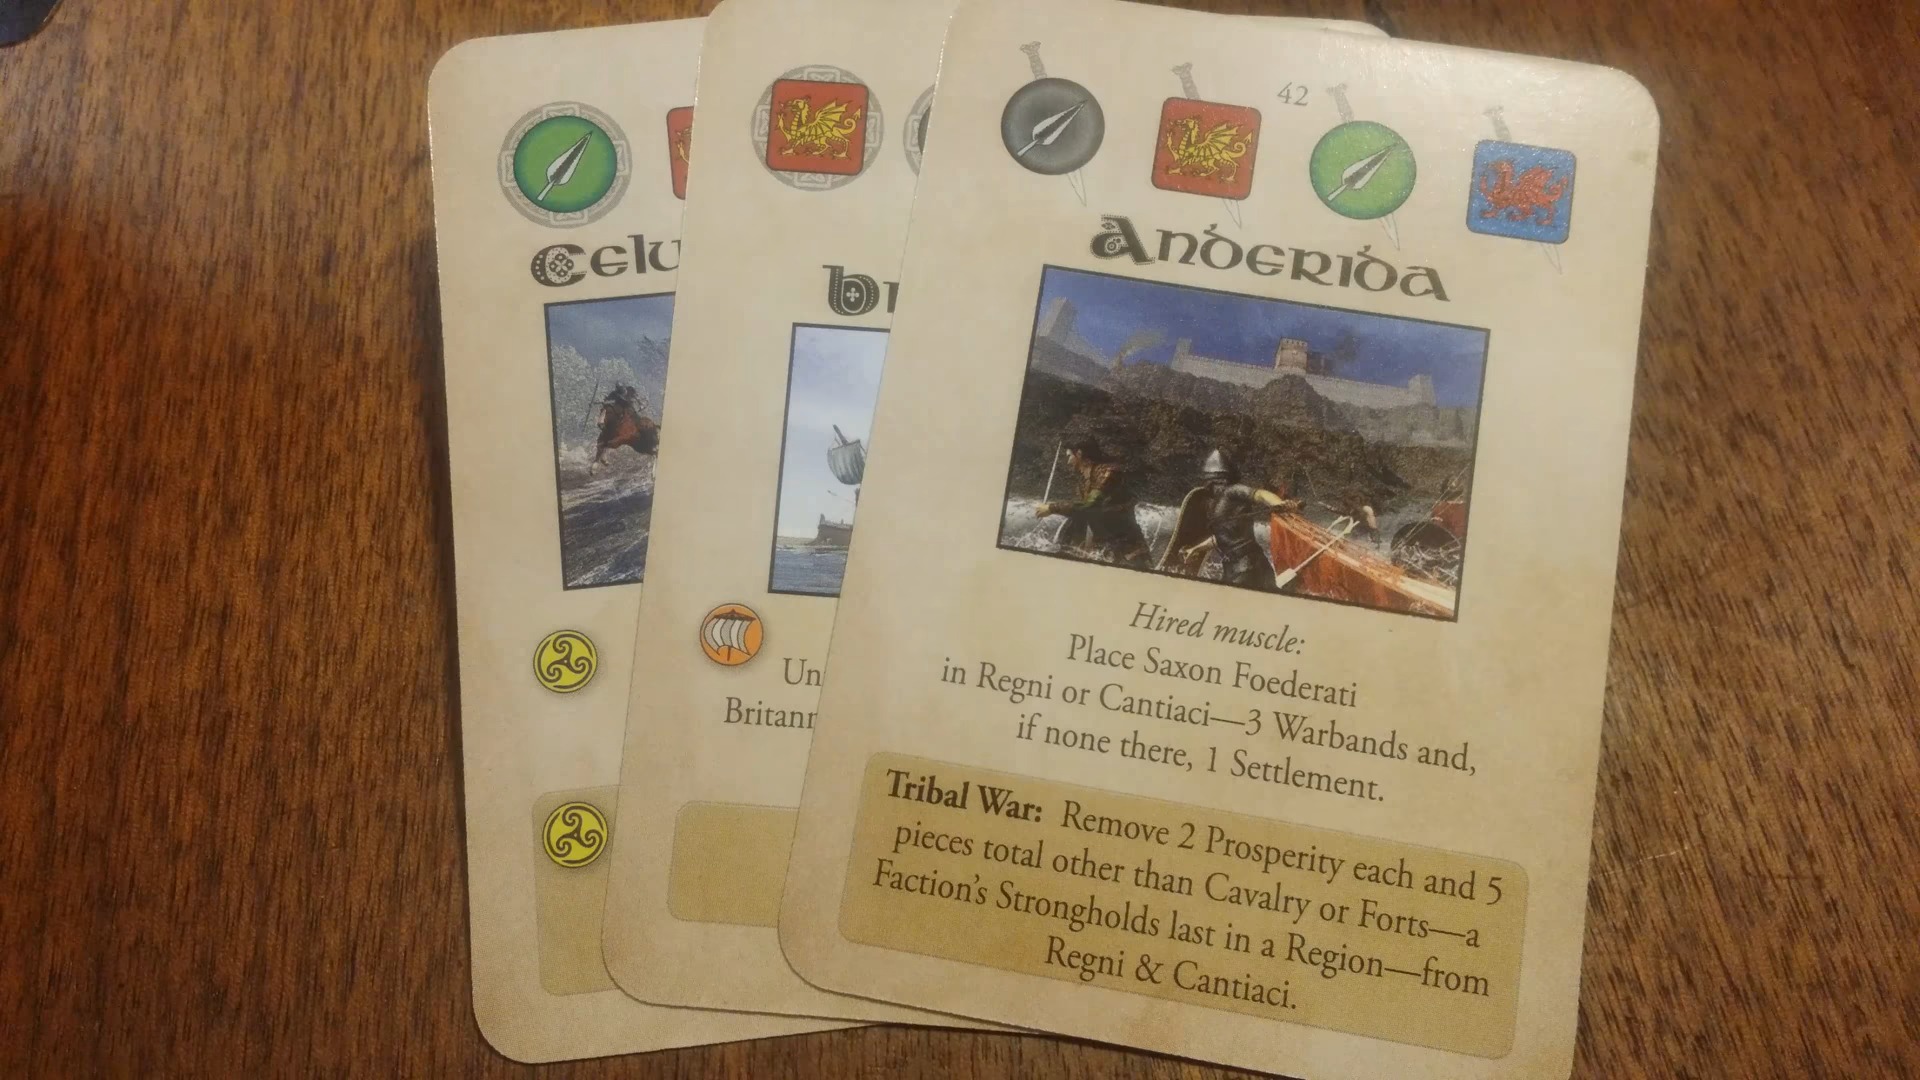 42
Anderida
Hired muscle:
Place Saxon Foederati
in Regni or Cantiaci—3 Warbands and,
if none there, 1 Settlement.
Tribal War: Remove 2 Prosperity each and 5
pieces total other than Cavalry or Forts—a
Faction's Strongholds last in a Region—from
Regni & Cantiaci.